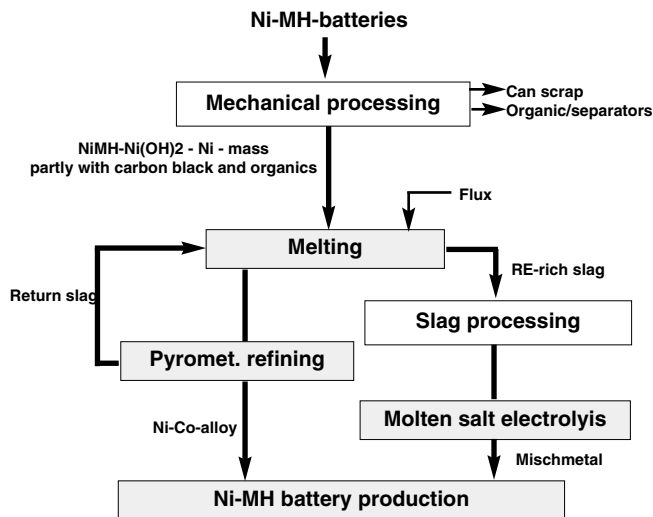 Ni-MH-batteries
Mechanical processing
Can scrap
Organic/separators
NiMH-Ni(OH)2 - Ni - mass
partly with carbon black and organics
Flux
Melting
RE-rich slag
Return slag
Slag processing
Pyromet. refining
Molten salt electrolyis
Ni-Co-alloy
Mischmetal
Ni-MH battery production